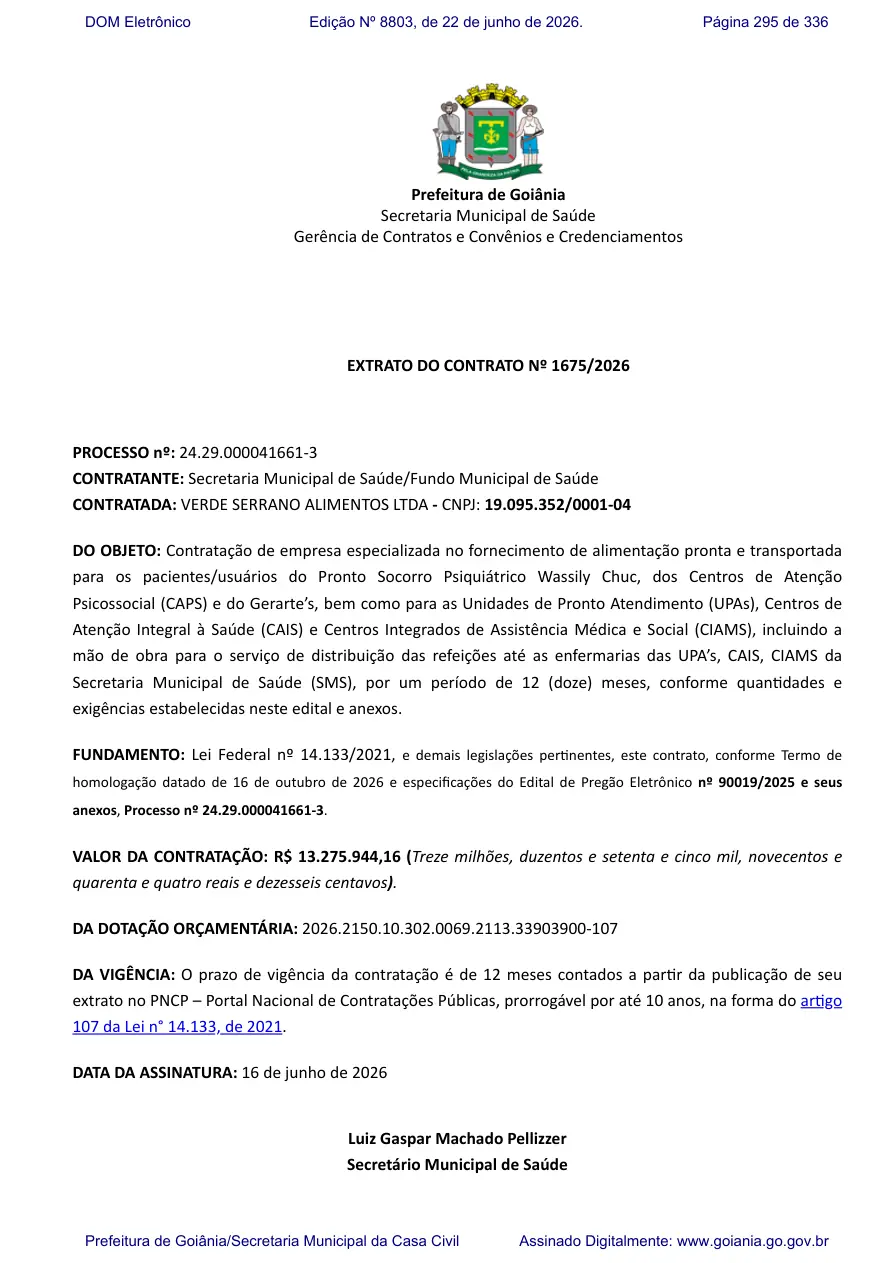 DOM Eletrônico Edição Nº 8803, de 22 de junho de 2026. Página 295 de 336
PELA GRANDEZA DA PÁTRIA
Prefeitura de Goiânia
Secretaria Municipal de Saúde
Gerência de Contratos e Convênios e Credenciamentos
EXTRATO DO CONTRATO Nº 1675/2026
PROCESSO nº: 24.29.000041661-3
CONTRATANTE: Secretaria Municipal de Saúde/Fundo Municipal de Saúde
CONTRATADA: VERDE SERRANO ALIMENTOS LTDA - CNPJ: 19.095.352/0001-04
DO OBJETO: Contratação de empresa especializada no fornecimento de alimentação pronta e transportada
para os pacientes/usuários do Pronto Socorro Psiquiátrico Wassily Chuc, dos Centros de Atenção
Psicossocial (CAPS) e do Gerarte’s, bem como para as Unidades de Pronto Atendimento (UPAs), Centros de
Atenção Integral à Saúde (CAIS) e Centros Integrados de Assistência Médica e Social (CIAMS), incluindo a
mão de obra para o serviço de distribuição das refeições até as enfermarias das UPA’s, CAIS, CIAMS da
Secretaria Municipal de Saúde (SMS), por um período de 12 (doze) meses, conforme quantidades e
exigências estabelecidas neste edital e anexos.
FUNDAMENTO: Lei Federal nº 14.133/2021, e demais legislações pertinentes, este contrato, conforme Termo de
homologação datado de 16 de outubro de 2026 e especificações do Edital de Pregão Eletrônico nº 90019/2025 e seus
anexos, Processo nº 24.29.000041661-3.
VALOR DA CONTRATAÇÃO: R$ 13.275.944,16 (Treze milhões, duzentos e setenta e cinco mil, novecentos e
quarenta e quatro reais e dezesseis centavos).
DA DOTAÇÃO ORÇAMENTÁRIA: 2026.2150.10.302.0069.2113.33903900-107
DA VIGÊNCIA: O prazo de vigência da contratação é de 12 meses contados a partir da publicação de seu
extrato no PNCP – Portal Nacional de Contratações Públicas, prorrogável por até 10 anos, na forma do artigo
107 da Lei n° 14.133, de 2021.
DATA DA ASSINATURA: 16 de junho de 2026
Luiz Gaspar Machado Pellizzer
Secretário Municipal de Saúde
Prefeitura de Goiânia/Secretaria Municipal da Casa Civil Assinado Digitalmente: www.goiania.go.gov.br